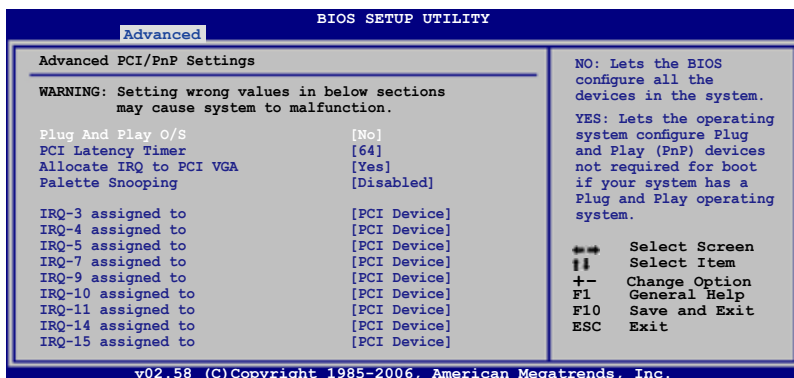 BIOS SETUP UTILITY
Advanced
Advanced PCI/PnP Settings
WARNING: Setting wrong values in below sections
may cause system to malfunction.
Plug And Play O/S [No]
PCI Latency Timer [64]
Allocate IRQ to PCI VGA [Yes]
Palette Snooping [Disabled]
IRQ-3 assigned to [PCI Device]
IRQ-4 assigned to [PCI Device]
IRQ-5 assigned to [PCI Device]
IRQ-7 assigned to [PCI Device]
IRQ-9 assigned to [PCI Device]
IRQ-10 assigned to [PCI Device]
IRQ-11 assigned to [PCI Device]
IRQ-14 assigned to [PCI Device]
IRQ-15 assigned to [PCI Device]
NO: Lets the BIOS
configure all the
devices in the system.
YES: Lets the operating
system configure Plug
and Play (PnP) devices
not required for boot
if your system has a
Plug and Play operating
system.
←→ Select Screen
↑↓ Select Item
+- Change Option
F1 General Help
F10 Save and Exit
ESC Exit
v02.58 (C)Copyright 1985-2006, American Megatrends, Inc.